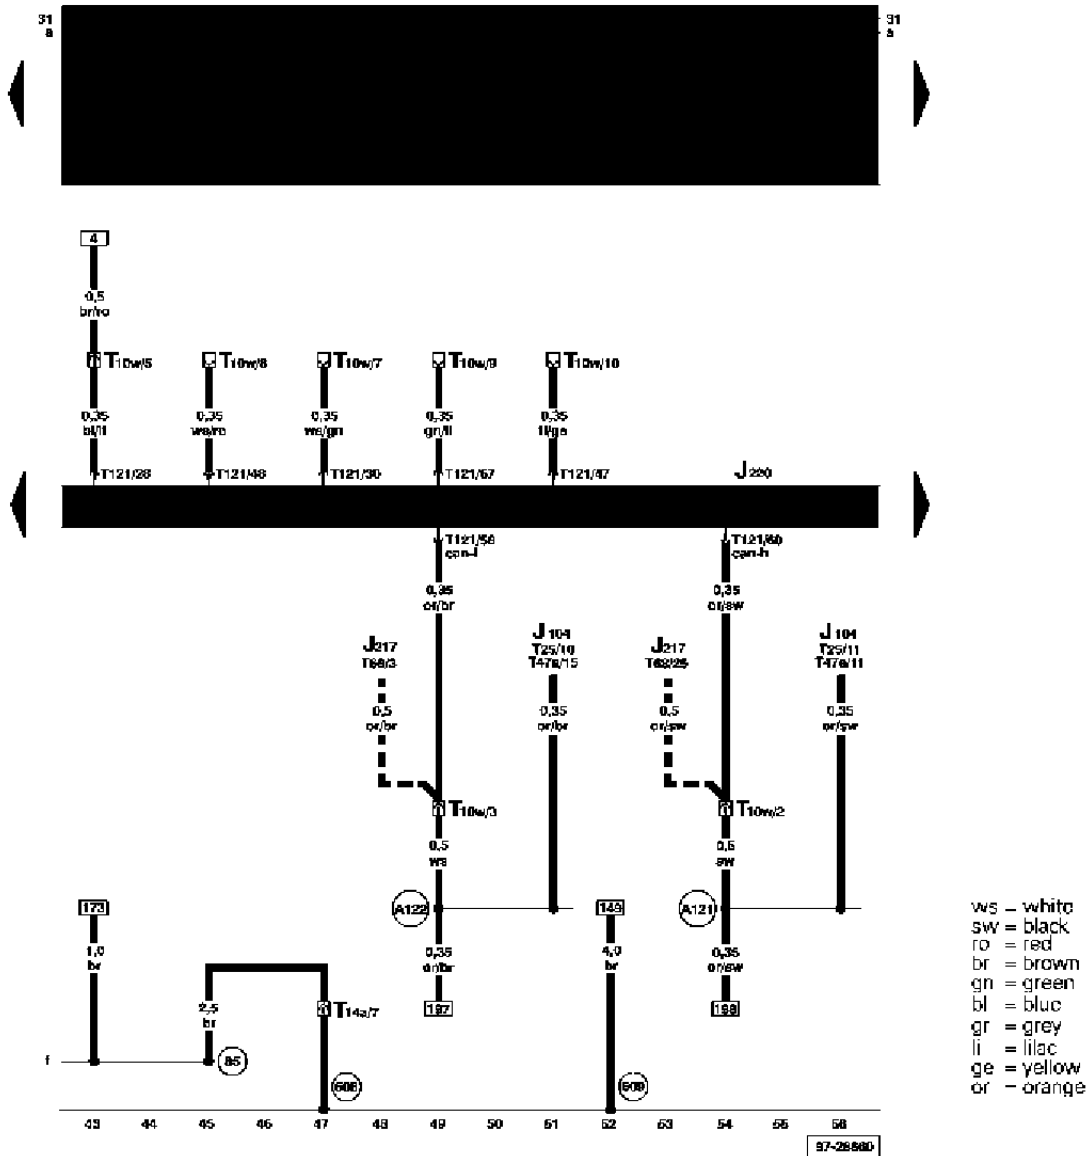 31 31
a a
4
0,5
br/ro
T10w/5 T10w/6 T10w/7 T10w/9 T10w/10
0,35 0,35 0,35 0,35 0,35
bl/li ws/ro ws/gn gn/li li/ge
T121/28 T121/48 T121/30 T121/67 T121/47 J220
T121/58 T121/60
can-l can-h
0,35 0,35
or/br or/sw
J217 J104 J217 J104
T68/3 T25/10 T68/25 T25/11
T47a/15 T47a/11
0,5 0,35 0,5 0,35
or/br or/br or/sw or/sw
T10w/3 T10w/2
0,5 0,5
ws sw
173 A122 149 A121
1,0 0,35 4,0 0,35
br or/br br or/sw
2,5 T14a/7 197 198
br
f 85
608 609
43 44 45 46 47 48 49 50 51 52 53 54 55 56
97-28860
ws = white
sw = black
ro = red
br = brown
gn = green
bl = blue
gr = grey
li = lilac
ge = yellow
or = orange